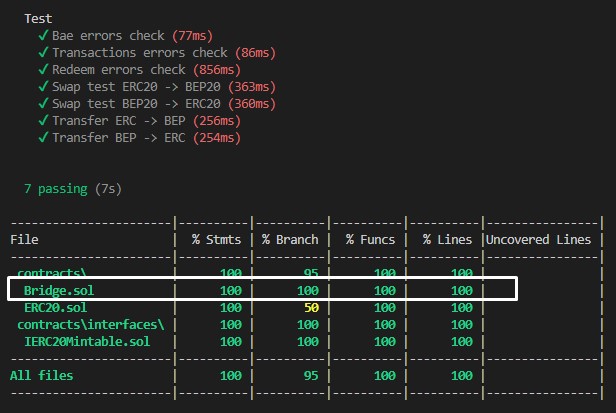 Test
✓ Bae errors check (77ms)
✓ Transactions errors check (86ms)
✓ Redeem errors check (856ms)
✓ Swap test ERC20 -> BEP20 (363ms)
✓ Swap test BEP20 -> ERC20 (360ms)
✓ Transfer ERC -> BEP (256ms)
✓ Transfer BEP -> ERC (254ms)
7 passing (7s)
----------------------|----------|----------|----------|----------|----------------|
File | % Stmts | % Branch | % Funcs | % Lines |Uncovered Lines |
----------------------|----------|----------|----------|----------|----------------|
contracts\ | 100 | 95 | 100 | 100 | |
Bridge.sol | 100 | 100 | 100 | 100 | |
ERC20.sol | 100 | 50 | 100 | 100 | |
contracts\interfaces\ | 100 | 100 | 100 | 100 | |
IERC20Mintable.sol | 100 | 100 | 100 | 100 | |
----------------------|----------|----------|----------|----------|----------------|
All files | 100 | 95 | 100 | 100 | |
----------------------|----------|----------|----------|----------|----------------|